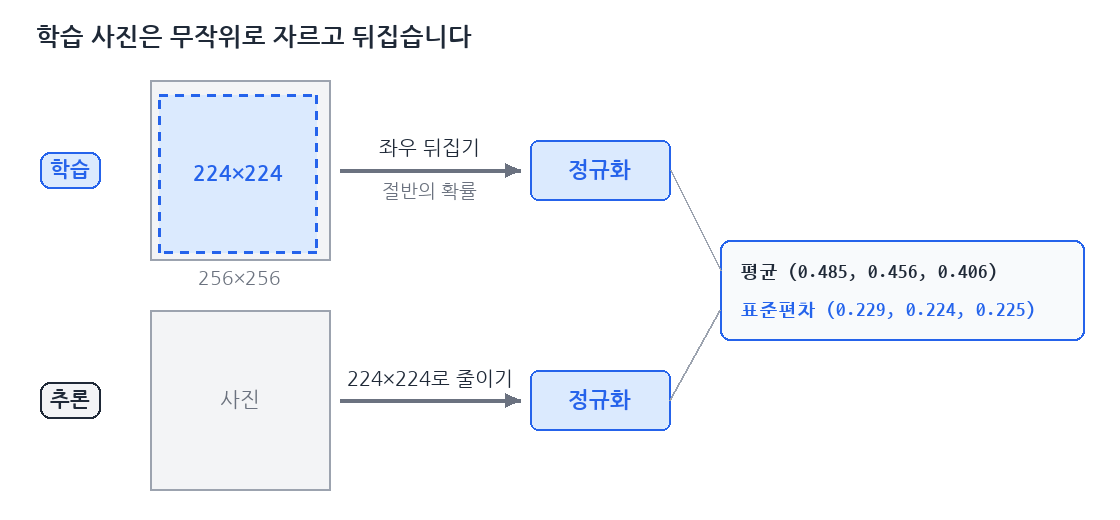 학습 사진은 무작위로 자르고 뒤집습니다
학습
224×224
256×256
좌우 뒤집기
절반의 확률
정규화
평균 (0.485, 0.456, 0.406)
표준편차 (0.229, 0.224, 0.225)
추론
사진
224×224로 줄이기
정규화